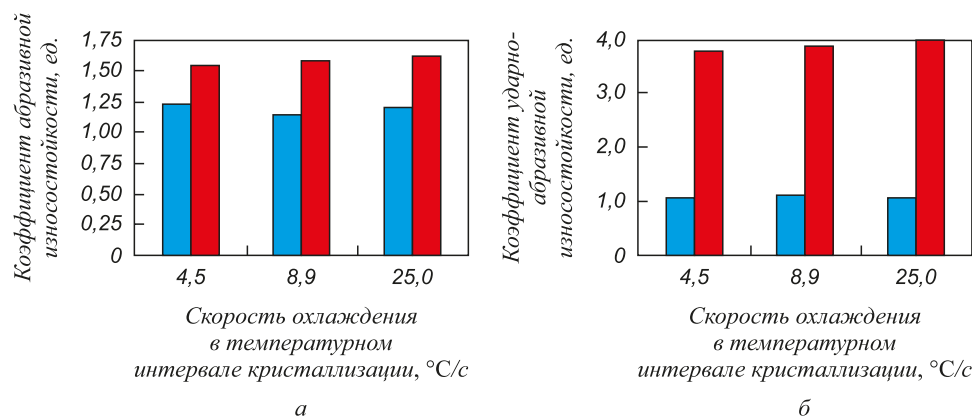 Коэффициент абразивной
износостойкости, ед.
1,75
1,50
1,25
1,00
0,75
0,50
0,25
0
4,5
8,9
25,0
Скорость охлаждения
в температурном
интервале кристаллизации, °С/с
а
Коэффициент ударно-
абразивной
износостойкости, ед.
4,0
3,0
2,0
1,0
0
4,5
8,9
25,0
Скорость охлаждения
в температурном
интервале кристаллизации, °С/с
б